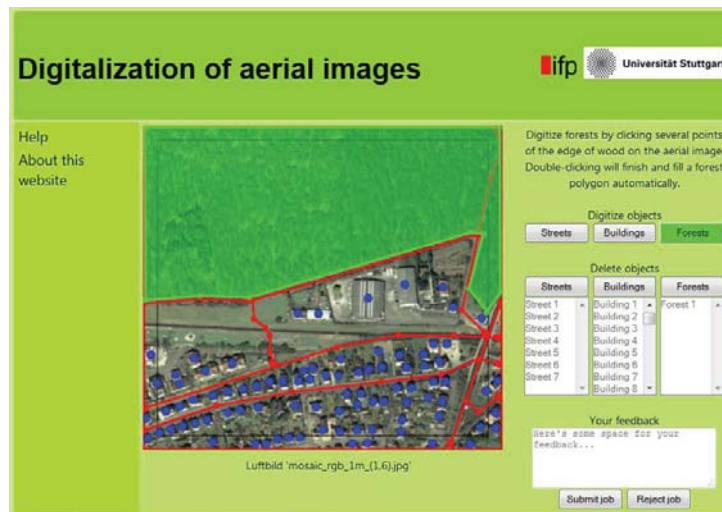 Digitalization of aerial images
ifp
Universität Stuttgart
Help
About this
website
Digitize forests by clicking several points
of the edge of wood on the aerial image
Double-clicking will finish and fill a forest
polygon automatically.
Digitize objects
Streets Buildings Forests
Delete objects
Streets Buildings Forests
Street 1 Building 1 Forest 1
Street 2 Building 2
Street 3 Building 3
Street 4 Building 4
Street 5 Building 5
Street 6 Building 6
Street 7 Building 7
Building 8
Your feedback
Here's some space for your
feedback...
Submit job Reject job
Luftbild 'mosaic_rgb_1m_(1,6).jpg'